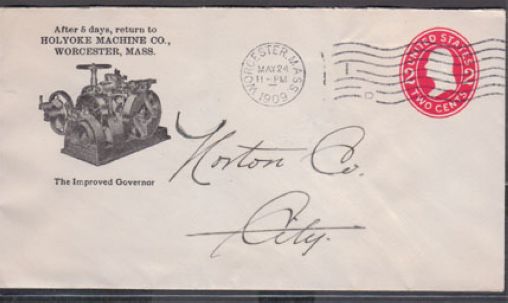 After 5 days, return to
HOLYOKE MACHINE CO.,
WORCESTER, MASS.
The Improved Governor
WORCESTER, MASS.
MAY 24
11-PM
1909
1
D
UNITED STATES
2 2
TWO CENTS
Norton Co.
City.